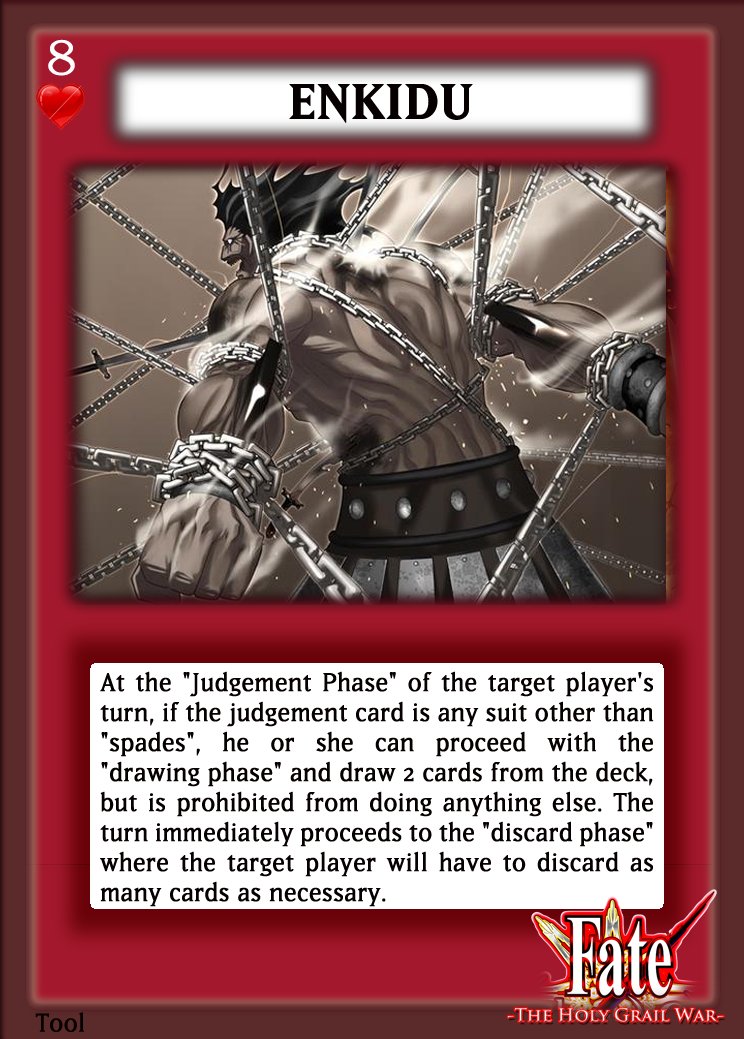 8
ENKIDU
At the "Judgement Phase" of the target player's
turn, if the judgement card is any suit other than
"spades", he or she can proceed with the
"drawing phase" and draw 2 cards from the deck,
but is prohibited from doing anything else. The
turn immediately proceeds to the "discard phase"
where the target player will have to discard as
many cards as necessary.
Fate
-THE HOLY GRAIL WAR-
Tool